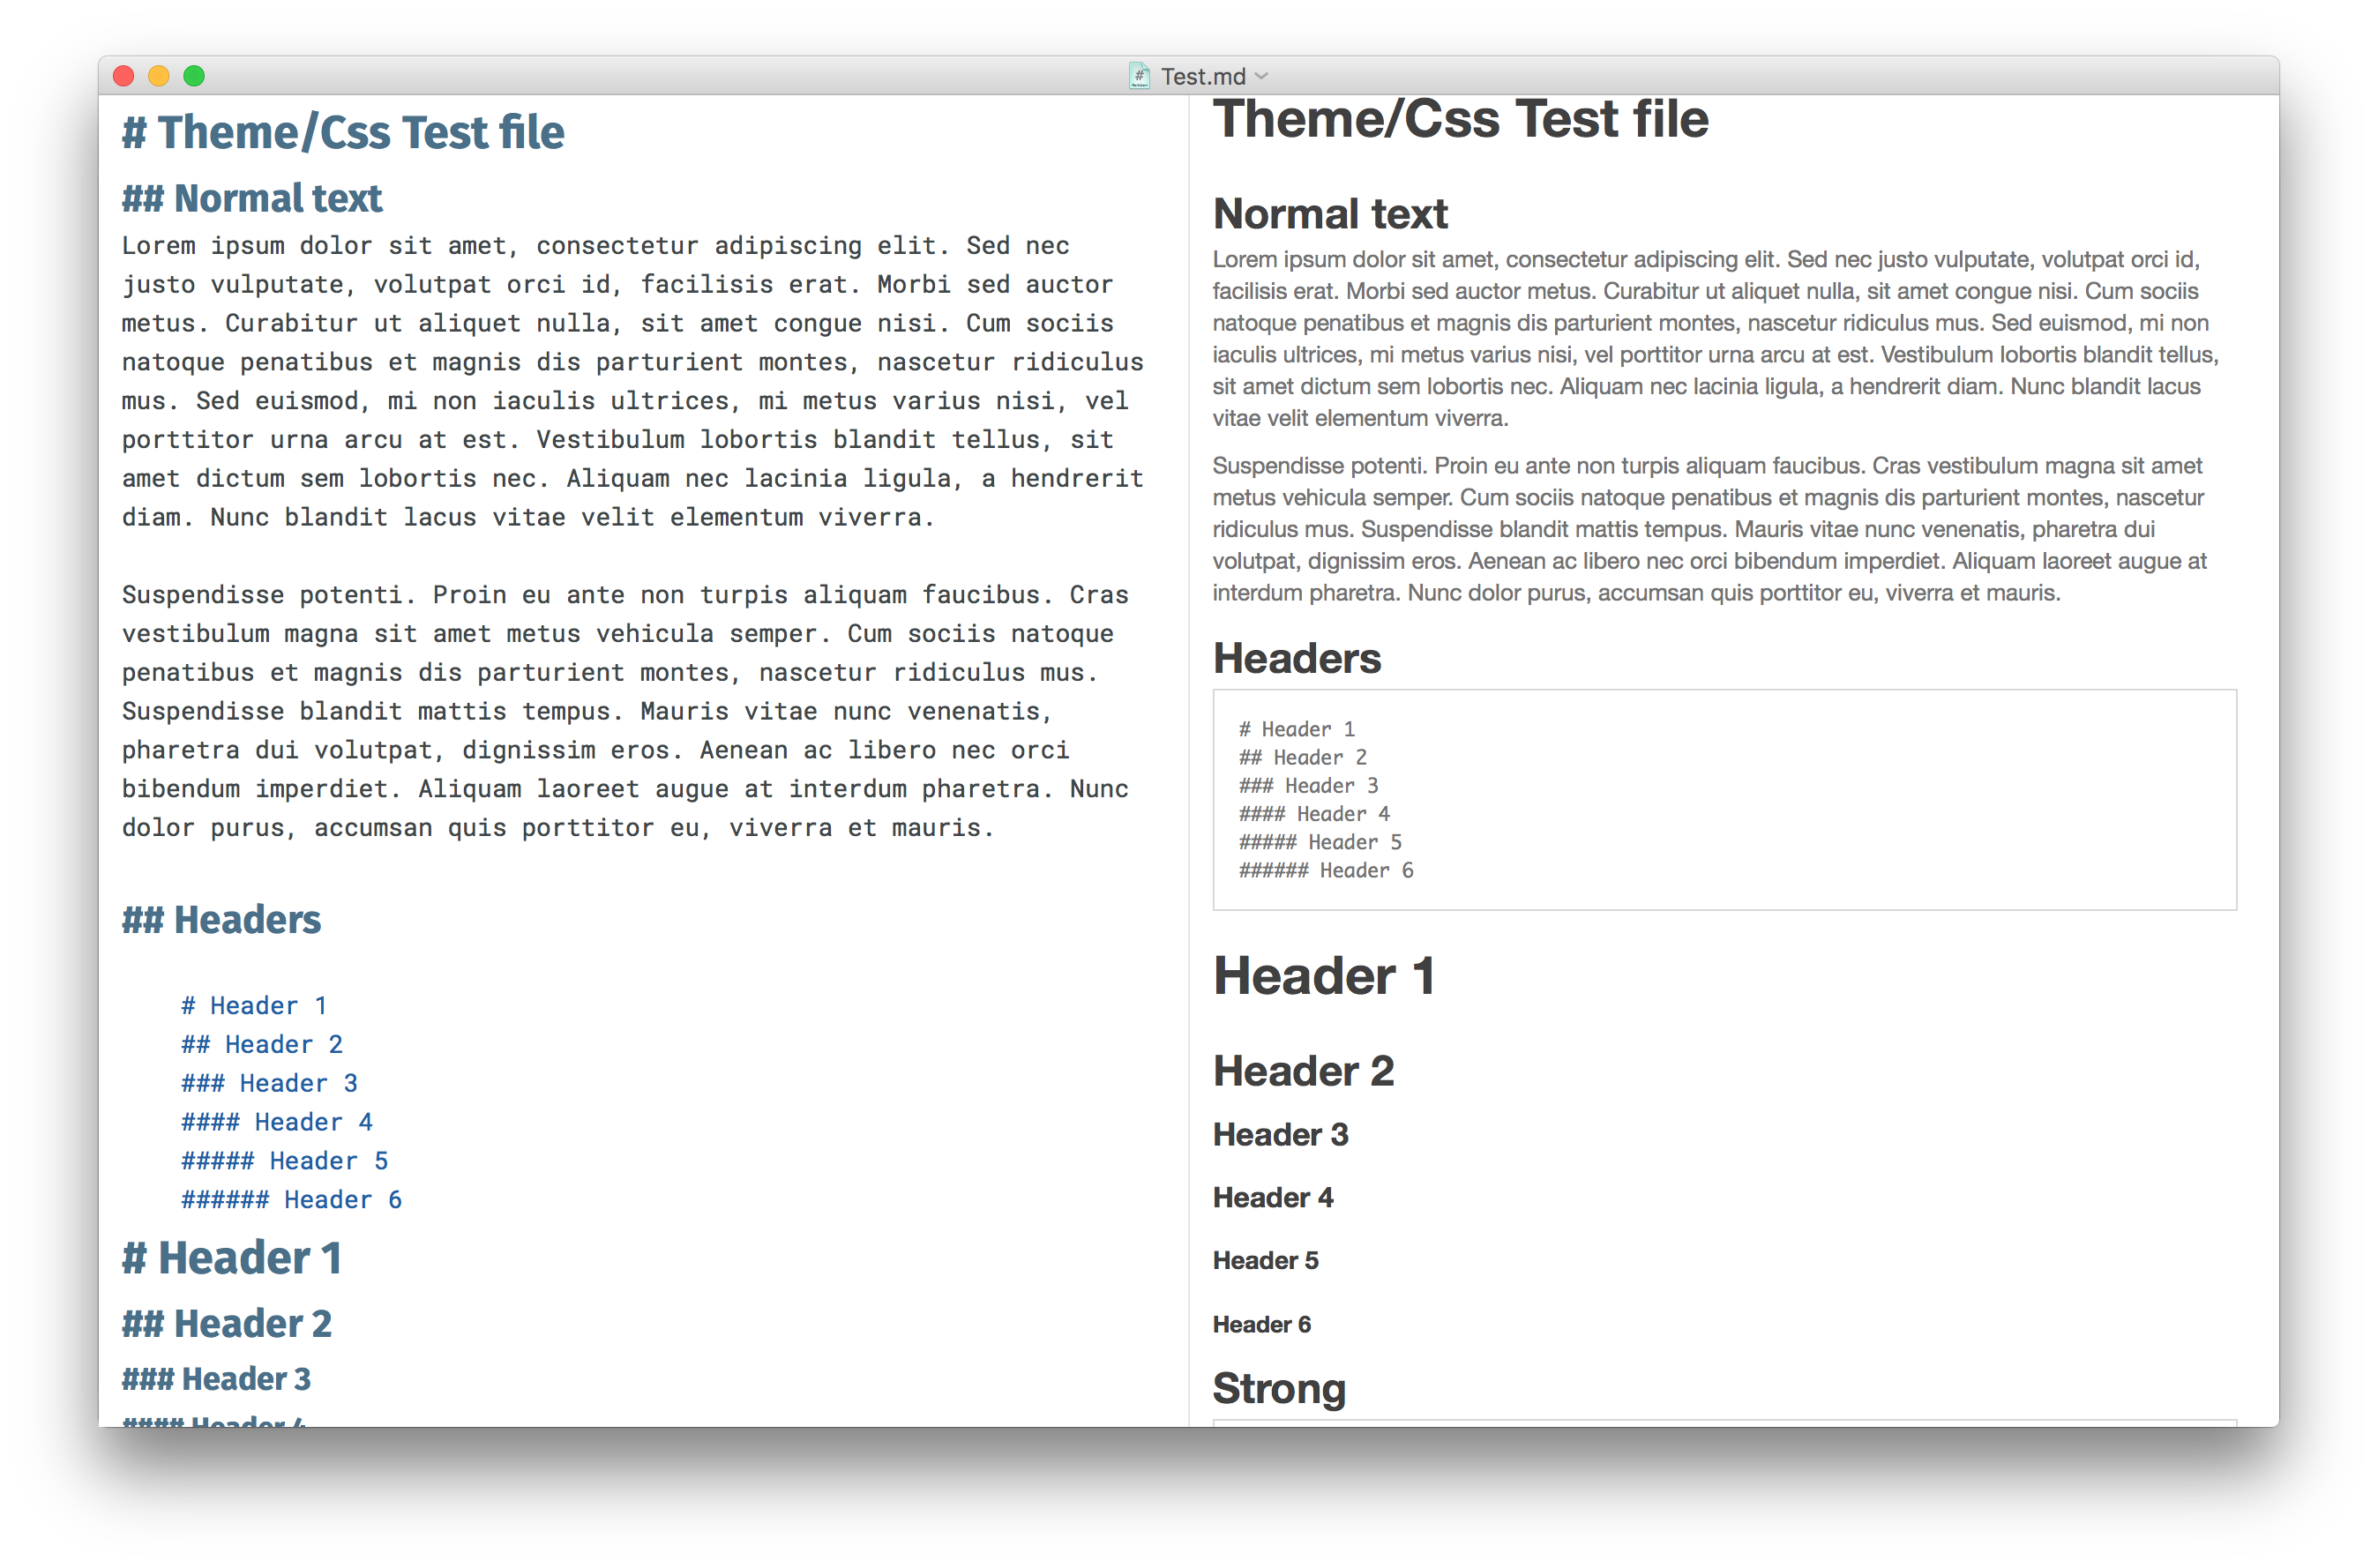 Test.md
# Theme/Css Test file
## Normal text
Lorem ipsum dolor sit amet, consectetur adipiscing elit. Sed nec
justo vulputate, volutpat orci id, facilisis erat. Morbi sed auctor
metus. Curabitur ut aliquet nulla, sit amet congue nisi. Cum sociis
natoque penatibus et magnis dis parturient montes, nascetur ridiculus
mus. Sed euismod, mi non iaculis ultrices, mi metus varius nisi, vel
porttitor urna arcu at est. Vestibulum lobortis blandit tellus, sit
amet dictum sem lobortis nec. Aliquam nec lacinia ligula, a hendrerit
diam. Nunc blandit lacus vitae velit elementum viverra.
Suspendisse potenti. Proin eu ante non turpis aliquam faucibus. Cras
vestibulum magna sit amet metus vehicula semper. Cum sociis natoque
penatibus et magnis dis parturient montes, nascetur ridiculus mus.
Suspendisse blandit mattis tempus. Mauris vitae nunc venenatis,
pharetra dui volutpat, dignissim eros. Aenean ac libero nec orci
bibendum imperdiet. Aliquam laoreet augue at interdum pharetra. Nunc
dolor purus, accumsan quis porttitor eu, viverra et mauris.
## Headers
# Header 1
## Header 2
### Header 3
#### Header 4
##### Header 5
###### Header 6
# Header 1
## Header 2
### Header 3
#### Header 4
Theme/Css Test file
Normal text
Lorem ipsum dolor sit amet, consectetur adipiscing elit. Sed nec justo vulputate, volutpat orci id,
facilisis erat. Morbi sed auctor metus. Curabitur ut aliquet nulla, sit amet congue nisi. Cum sociis
natoque penatibus et magnis dis parturient montes, nascetur ridiculus mus. Sed euismod, mi non
iaculis ultrices, mi metus varius nisi, vel porttitor urna arcu at est. Vestibulum lobortis blandit tellus,
sit amet dictum sem lobortis nec. Aliquam nec lacinia ligula, a hendrerit diam. Nunc blandit lacus
vitae velit elementum viverra.
Suspendisse potenti. Proin eu ante non turpis aliquam faucibus. Cras vestibulum magna sit amet
metus vehicula semper. Cum sociis natoque penatibus et magnis dis parturient montes, nascetur
ridiculus mus. Suspendisse blandit mattis tempus. Mauris vitae nunc venenatis, pharetra dui
volutpat, dignissim eros. Aenean ac libero nec orci bibendum imperdiet. Aliquam laoreet augue at
interdum pharetra. Nunc dolor purus, accumsan quis porttitor eu, viverra et mauris.
Headers
# Header 1
## Header 2
### Header 3
#### Header 4
##### Header 5
###### Header 6
Header 1
Header 2
Header 3
Header 4
Header 5
Header 6
Strong